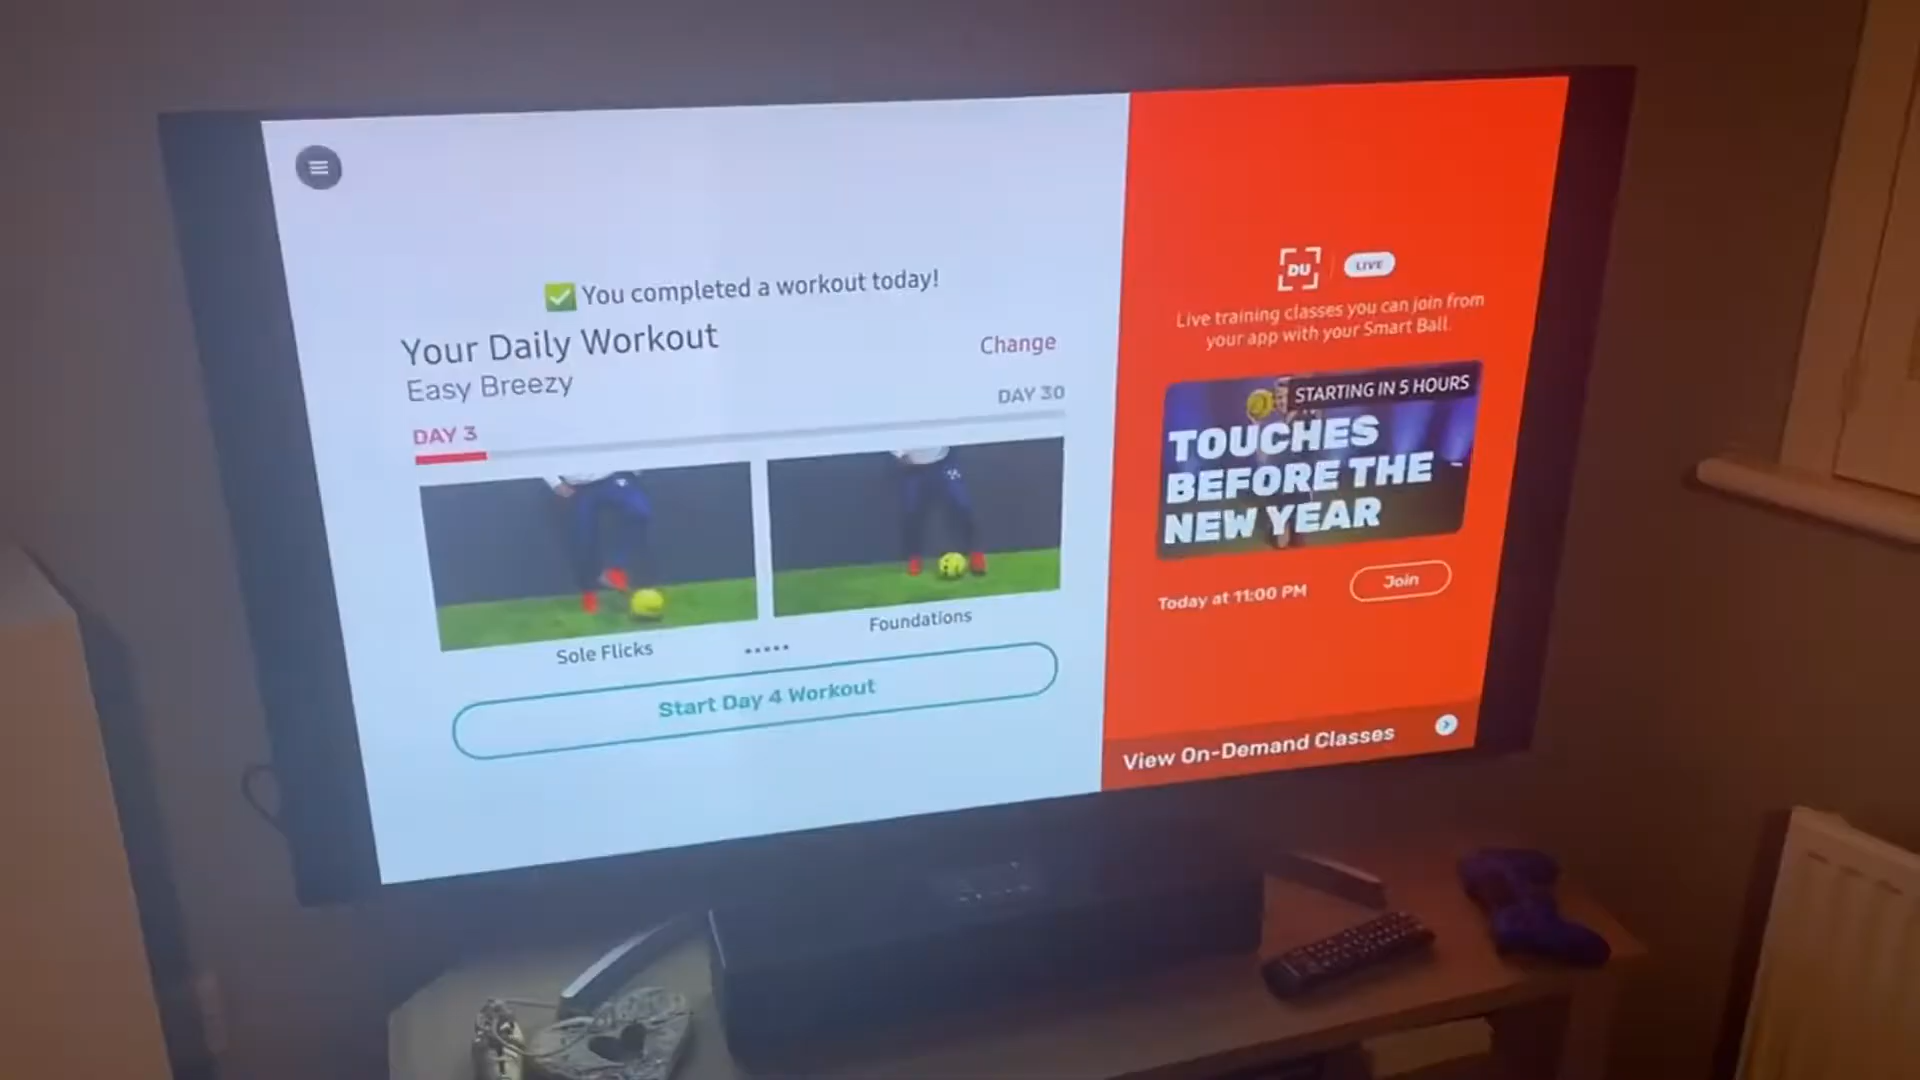 ✅ You completed a workout today!
Your Daily Workout
Change
Easy Breezy
DAY 30
DAY 3
Sole Flicks
Foundations
Start Day 4 Workout
DU
LIVE
Live training classes you can join from
your app with your Smart Ball.
STARTING IN 5 HOURS
TOUCHES
BEFORE THE
NEW YEAR
Today at 11:00 PM
Join
View On-Demand Classes